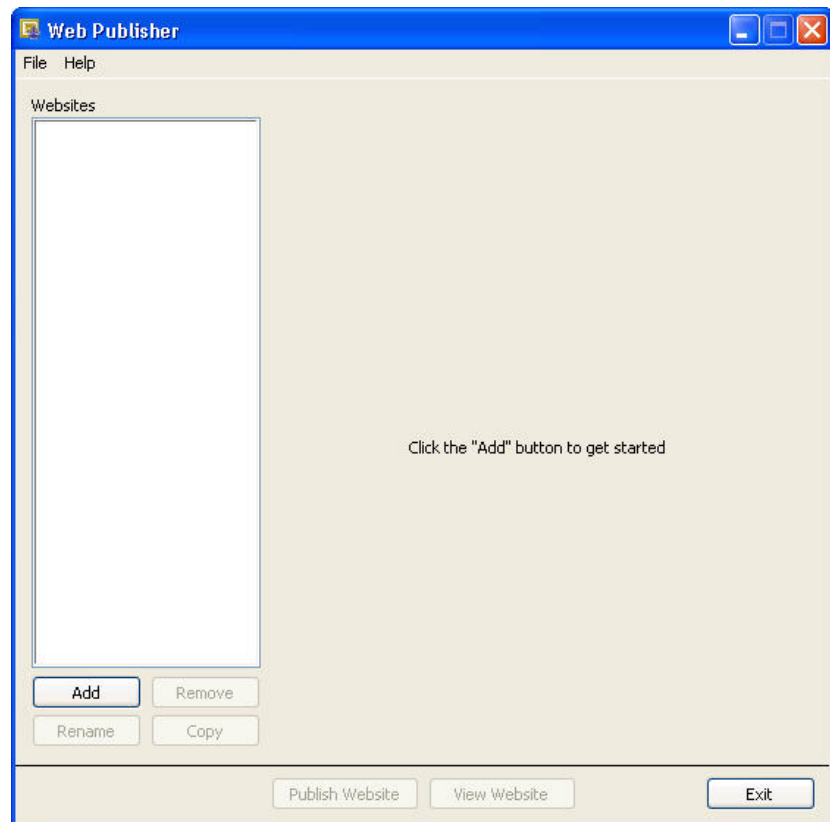 Web Publisher
File Help
Websites
Click the "Add" button to get started
Add Remove
Rename Copy
Publish Website View Website Exit